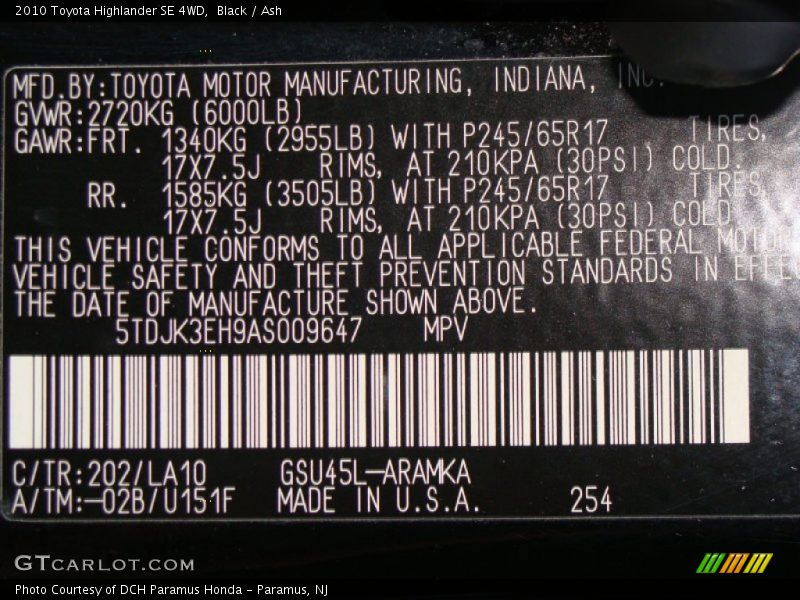 2010 Toyota Highlander SE 4WD,  Black / Ash
MFD.BY:TOYOTA MOTOR MANUFACTURING, INDIANA, INC.
GVWR:2720KG (6000LB)
GAWR:FRT. 1340KG (2955LB) WITH P245/65R17 TIRES,
17X7.5J RIMS, AT 210KPA (30PSI) COLD.
RR. 1585KG (3505LB) WITH P245/65R17 TIRES,
17X7.5J RIMS, AT 210KPA (30PSI) COLD.
THIS VEHICLE CONFORMS TO ALL APPLICABLE FEDERAL MOTO
VEHICLE SAFETY AND THEFT PREVENTION STANDARDS IN EFFE
THE DATE OF MANUFACTURE SHOWN ABOVE.
5TDJK3EH9AS009647 MPV
C/TR:202/LA10 GSU45L-ARAMKA
A/TM:-02B/U151F MADE IN U.S.A. 254
GTCARLOT.COM
Photo Courtesy of DCH Paramus Honda - Paramus, NJ